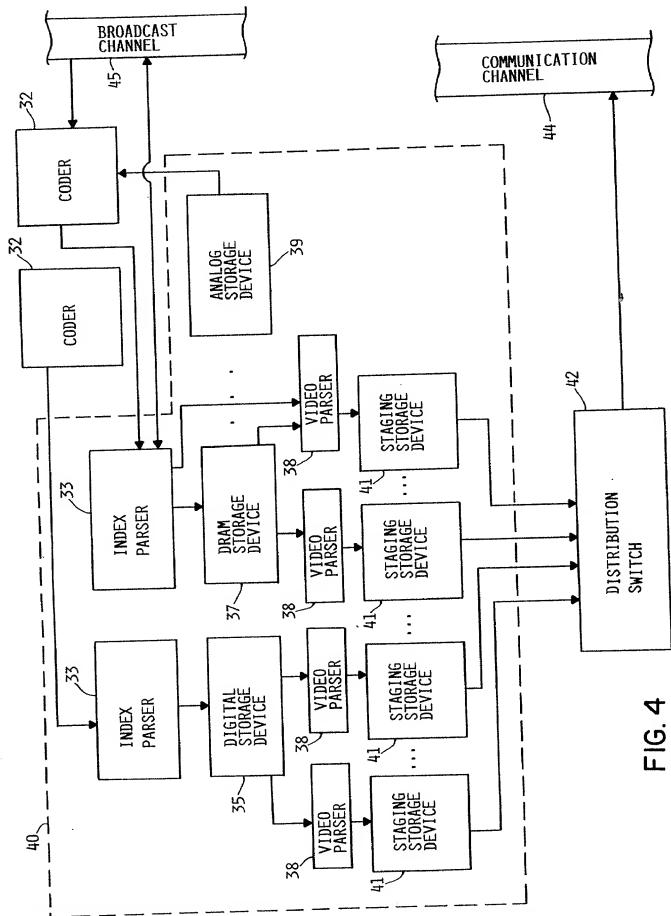 BROADCAST
CHANNEL
45
32
CODER
32
CODER
COMMUNICATION
CHANNEL
44
ANALOG
STORAGE
DEVICE
39
40
33
INDEX
PARSER
33
INDEX
PARSER
DRAM
STORAGE
DEVICE
37
DIGITAL
STORAGE
DEVICE
35
. . .
VIDEO
PARSER
38
VIDEO
PARSER
38
VIDEO
PARSER
38
VIDEO
PARSER
38
STAGING
STORAGE
DEVICE
41
...
STAGING
STORAGE
DEVICE
41
...
STAGING
STORAGE
DEVICE
41
...
STAGING
STORAGE
DEVICE
41
42
DISTRIBUTION
SWITCH
FIG. 4